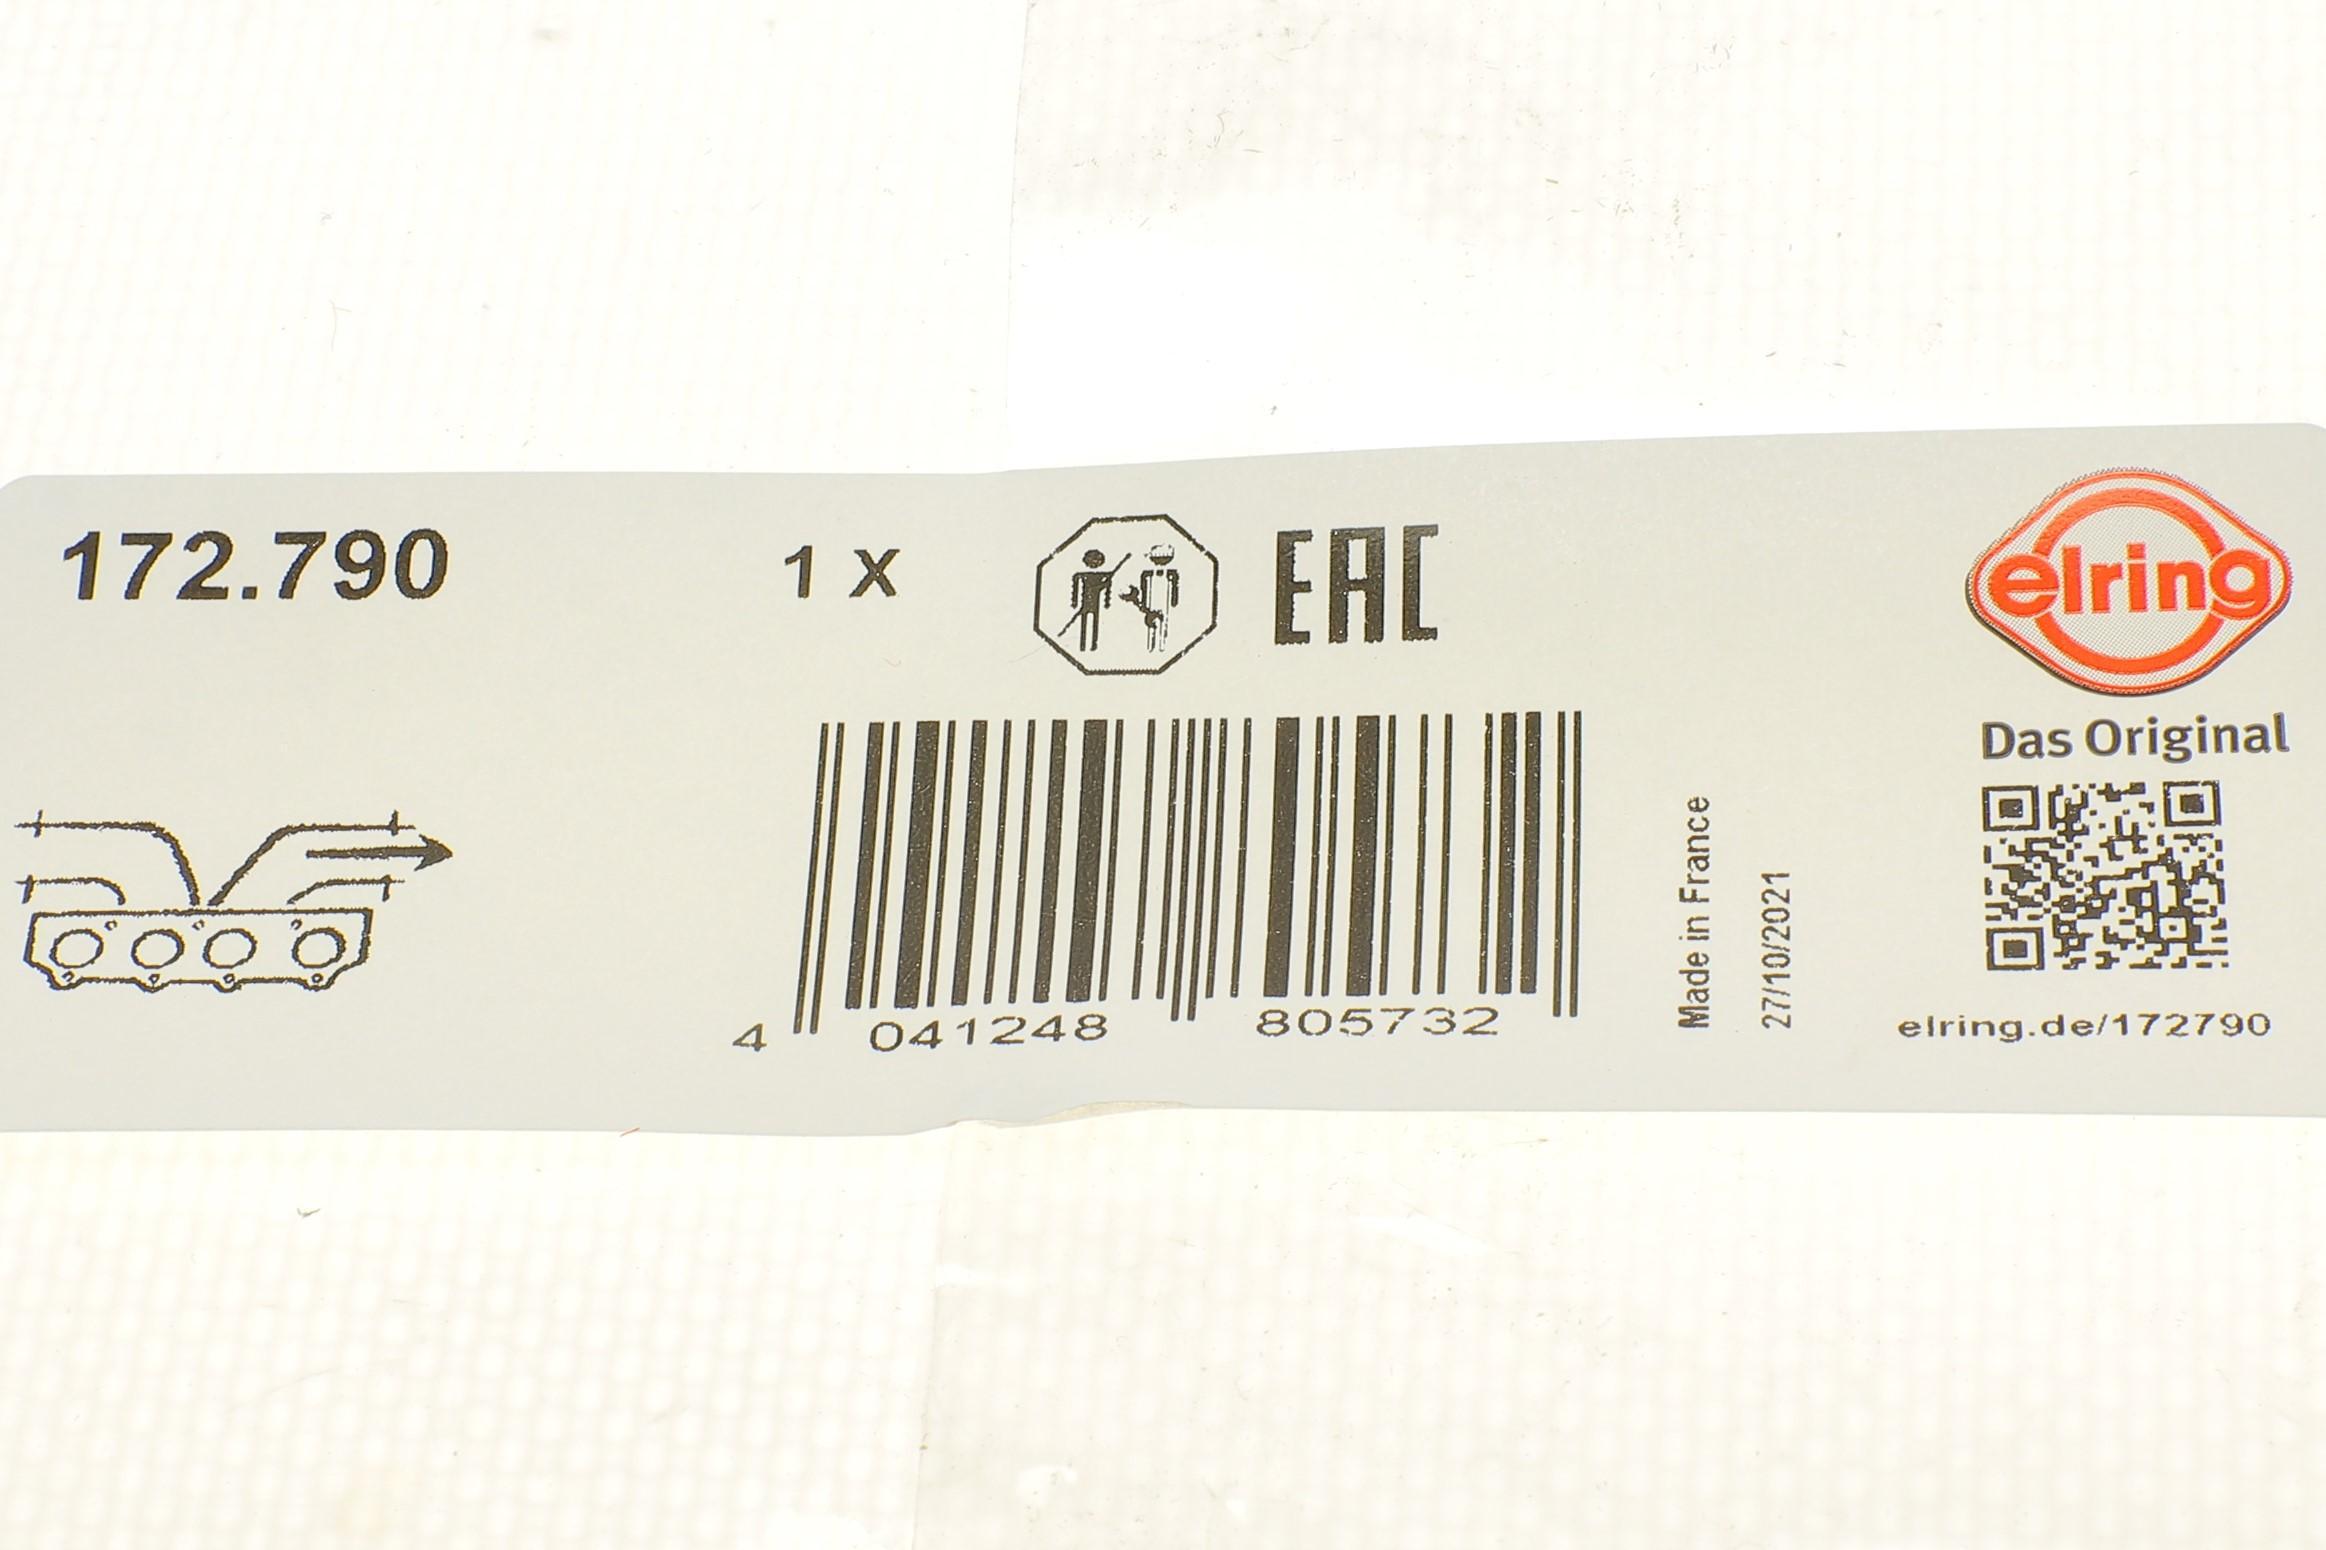 172.790
1 x
EAC
elring
Das Original
4 041248 805732
Made in France
27/10/2021
elring.de/172790